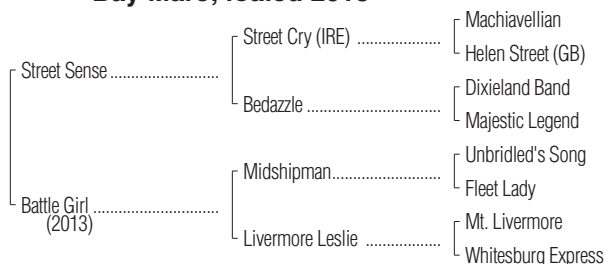 Bay Mare; foaled
Machiavellian
Street Cry (IRE) ........................
Helen Street (GB)
Street Sense ...............................
Dixieland Band
Bedazzle ......................................
Majestic Legend
Unbridled's Song
Midshipman...............................
Fleet Lady
Battle Girl ....................................
(2013)
Mt. Livermore
Livermore Leslie .....................
Whitesburg Express